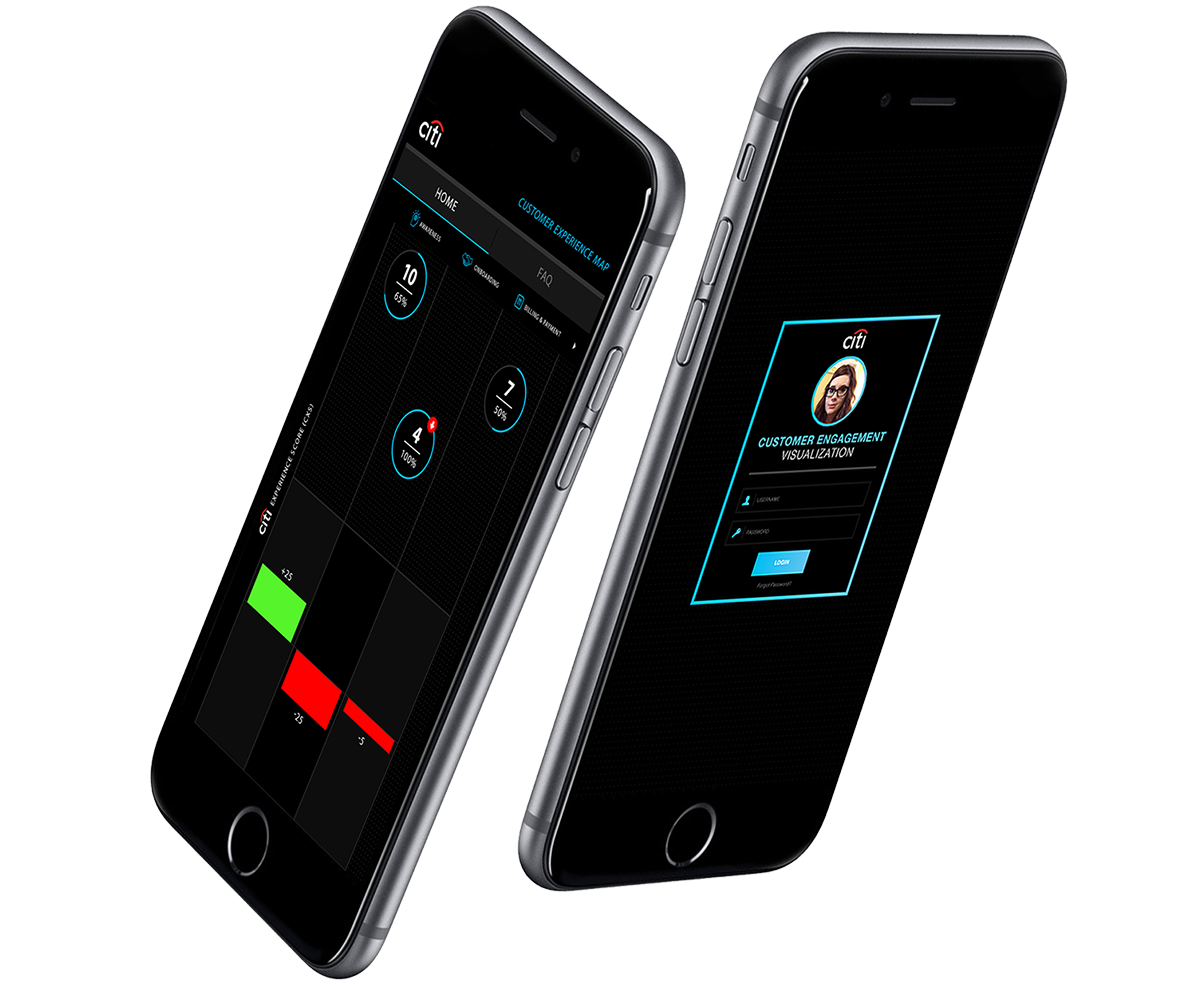 citi
CUSTOMER EXPERIENCE MAP
HOME
FAQ
AWARENESS
ONBOARDING
BILLING & PAYMENT
10
65%
7
50%
4
100%
citi EXPERIENCE SCORE (CXS)
+25
-25
-5
citi
CUSTOMER ENGAGEMENT
VISUALIZATION
USERNAME
PASSWORD
LOGIN
Forgot Password?